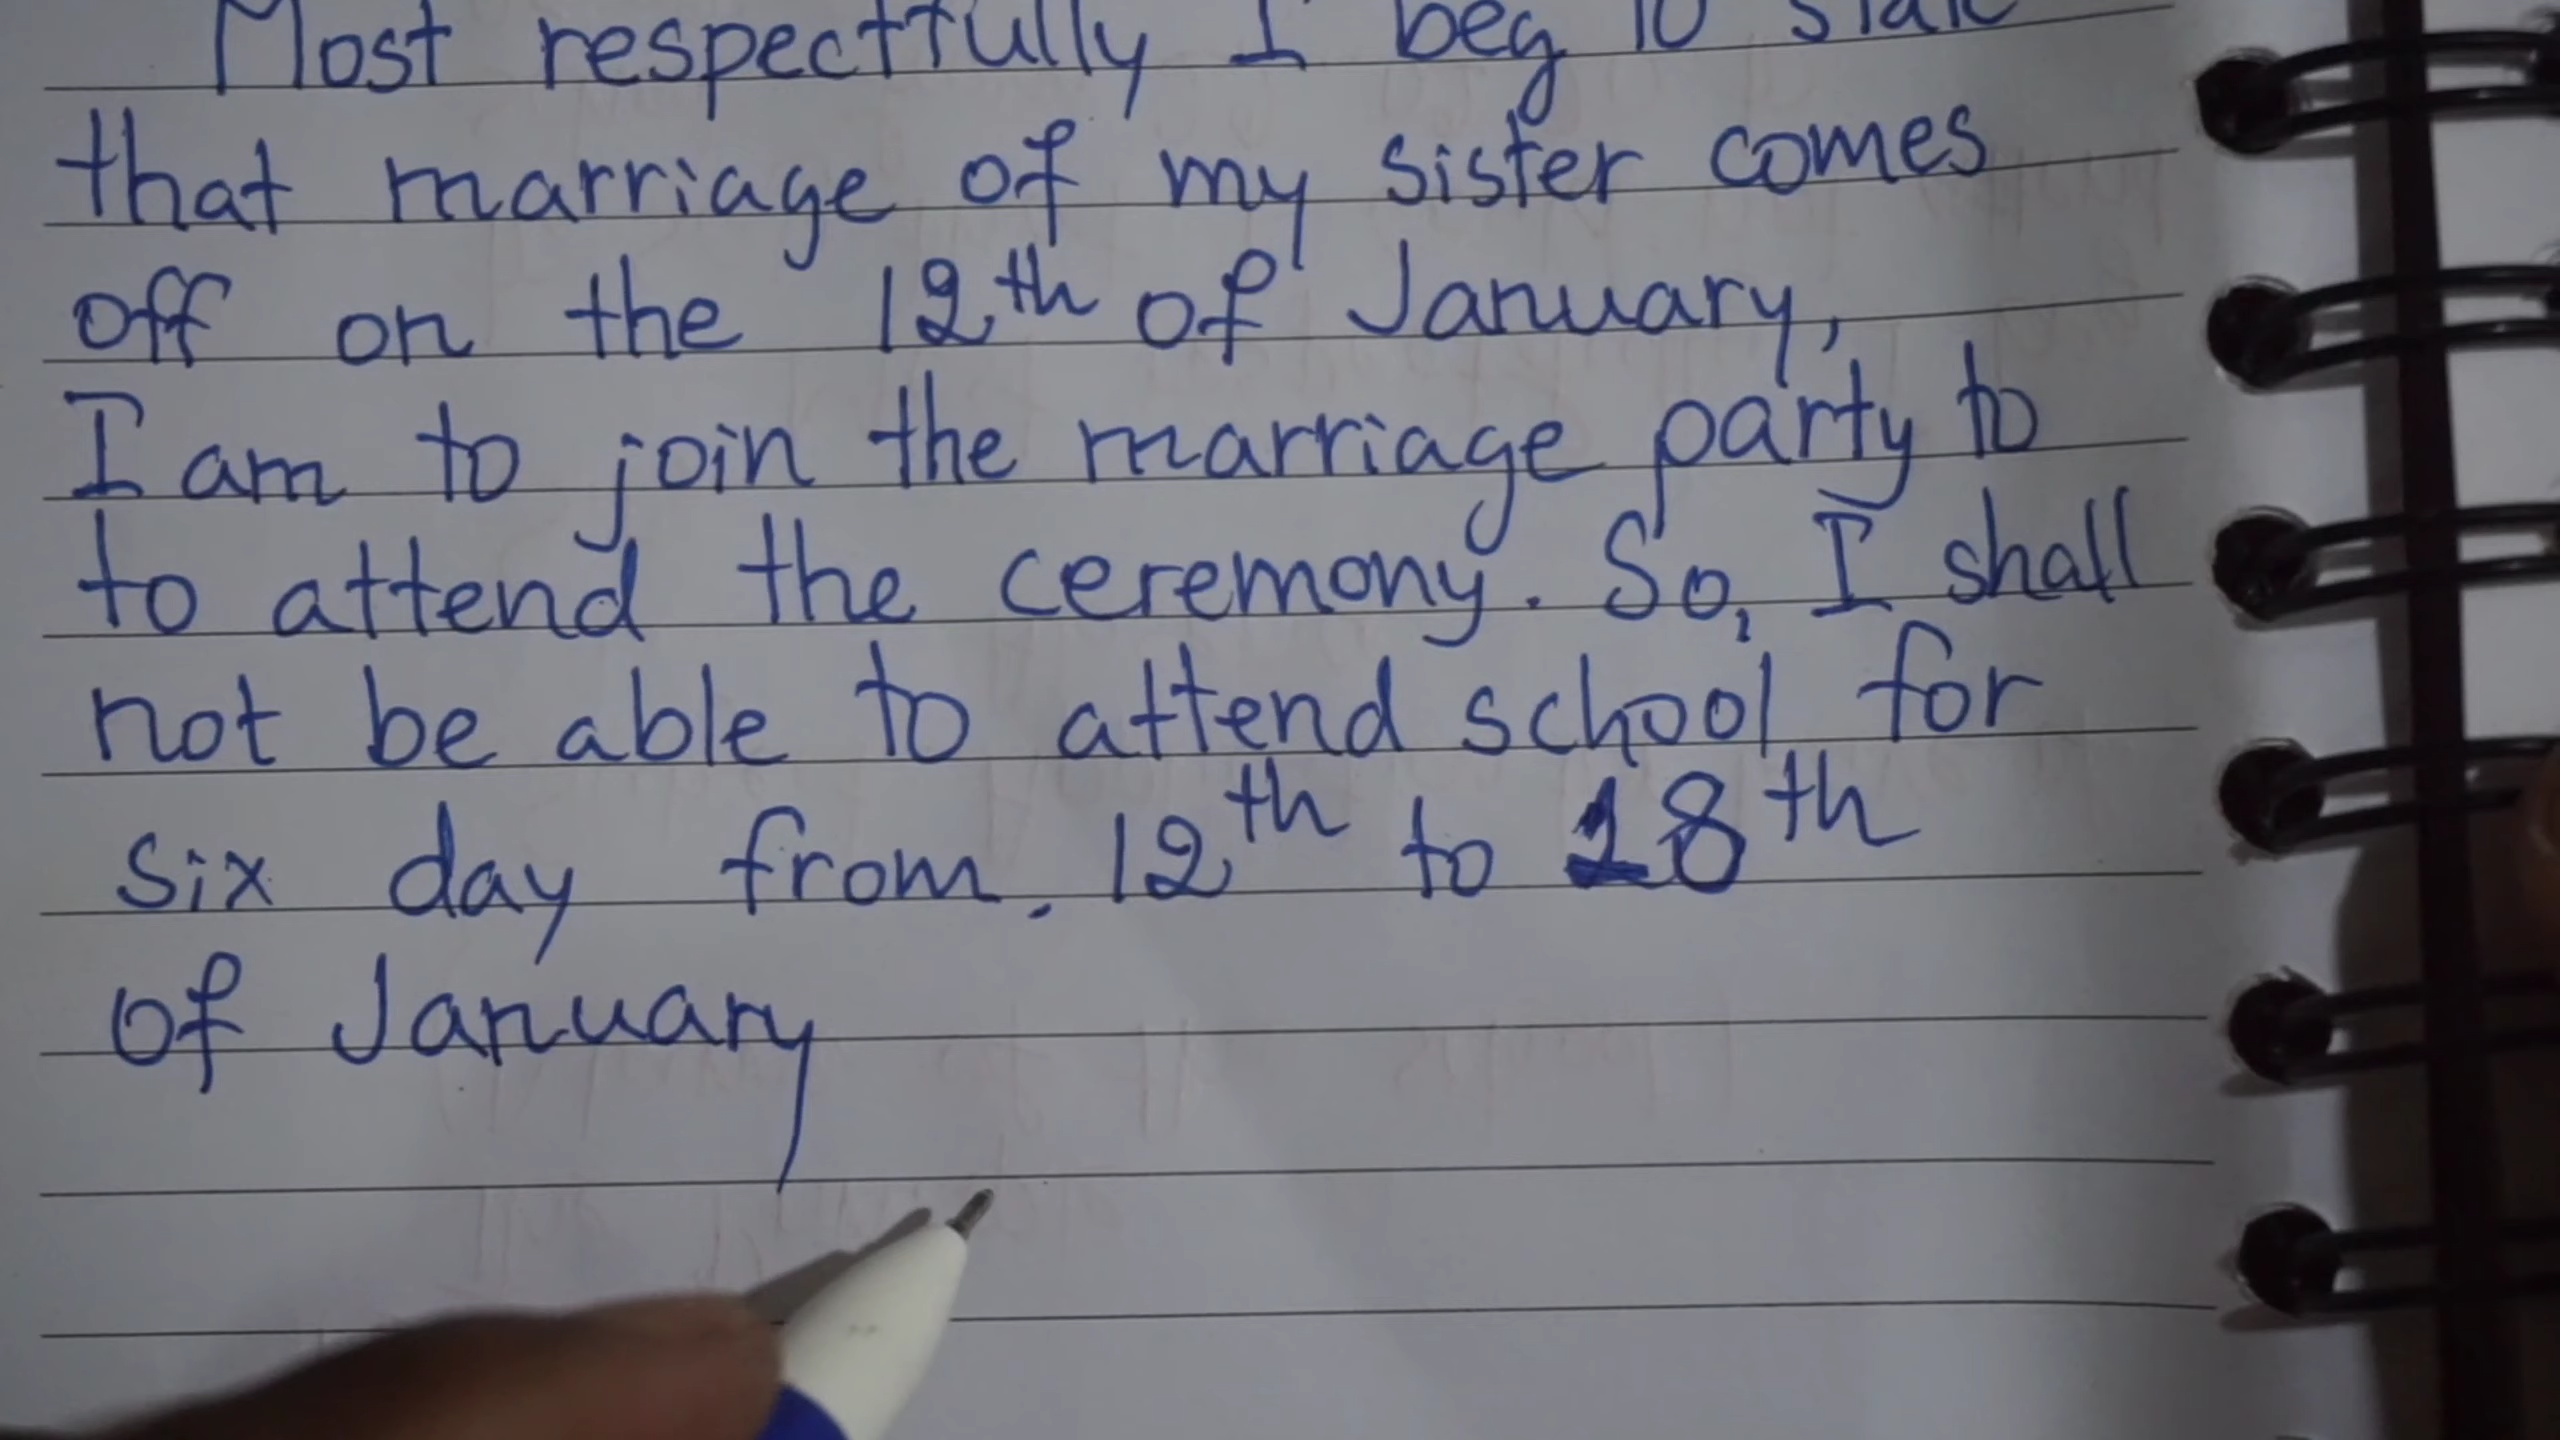 Most respectfully I beg to state
that marriage of my sister comes
off on the 12th of January,
I am to join the marriage party to
to attend the ceremony. So, I shall
not be able to attend school for
six day from. 12th to 18th
of January